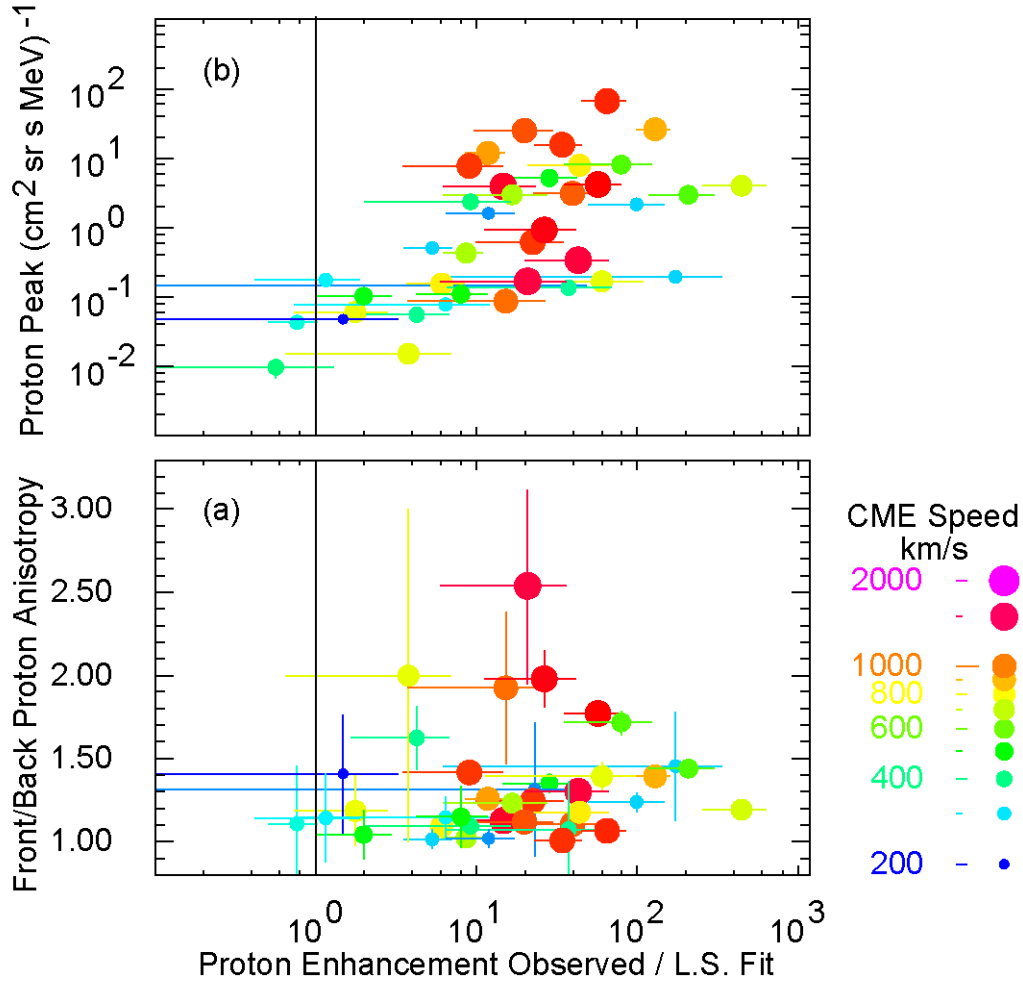 Proton Peak (cm² sr s MeV)⁻¹
(b)
10²
10¹
10⁰
10⁻¹
10⁻²
Front/Back Proton Anisotropy
(a)
3.00
2.50
2.00
1.50
1.00
10⁰ 10¹ 10² 10³
Proton Enhancement Observed / L.S. Fit
CME Speed
km/s
2000
1000
800
600
400
200